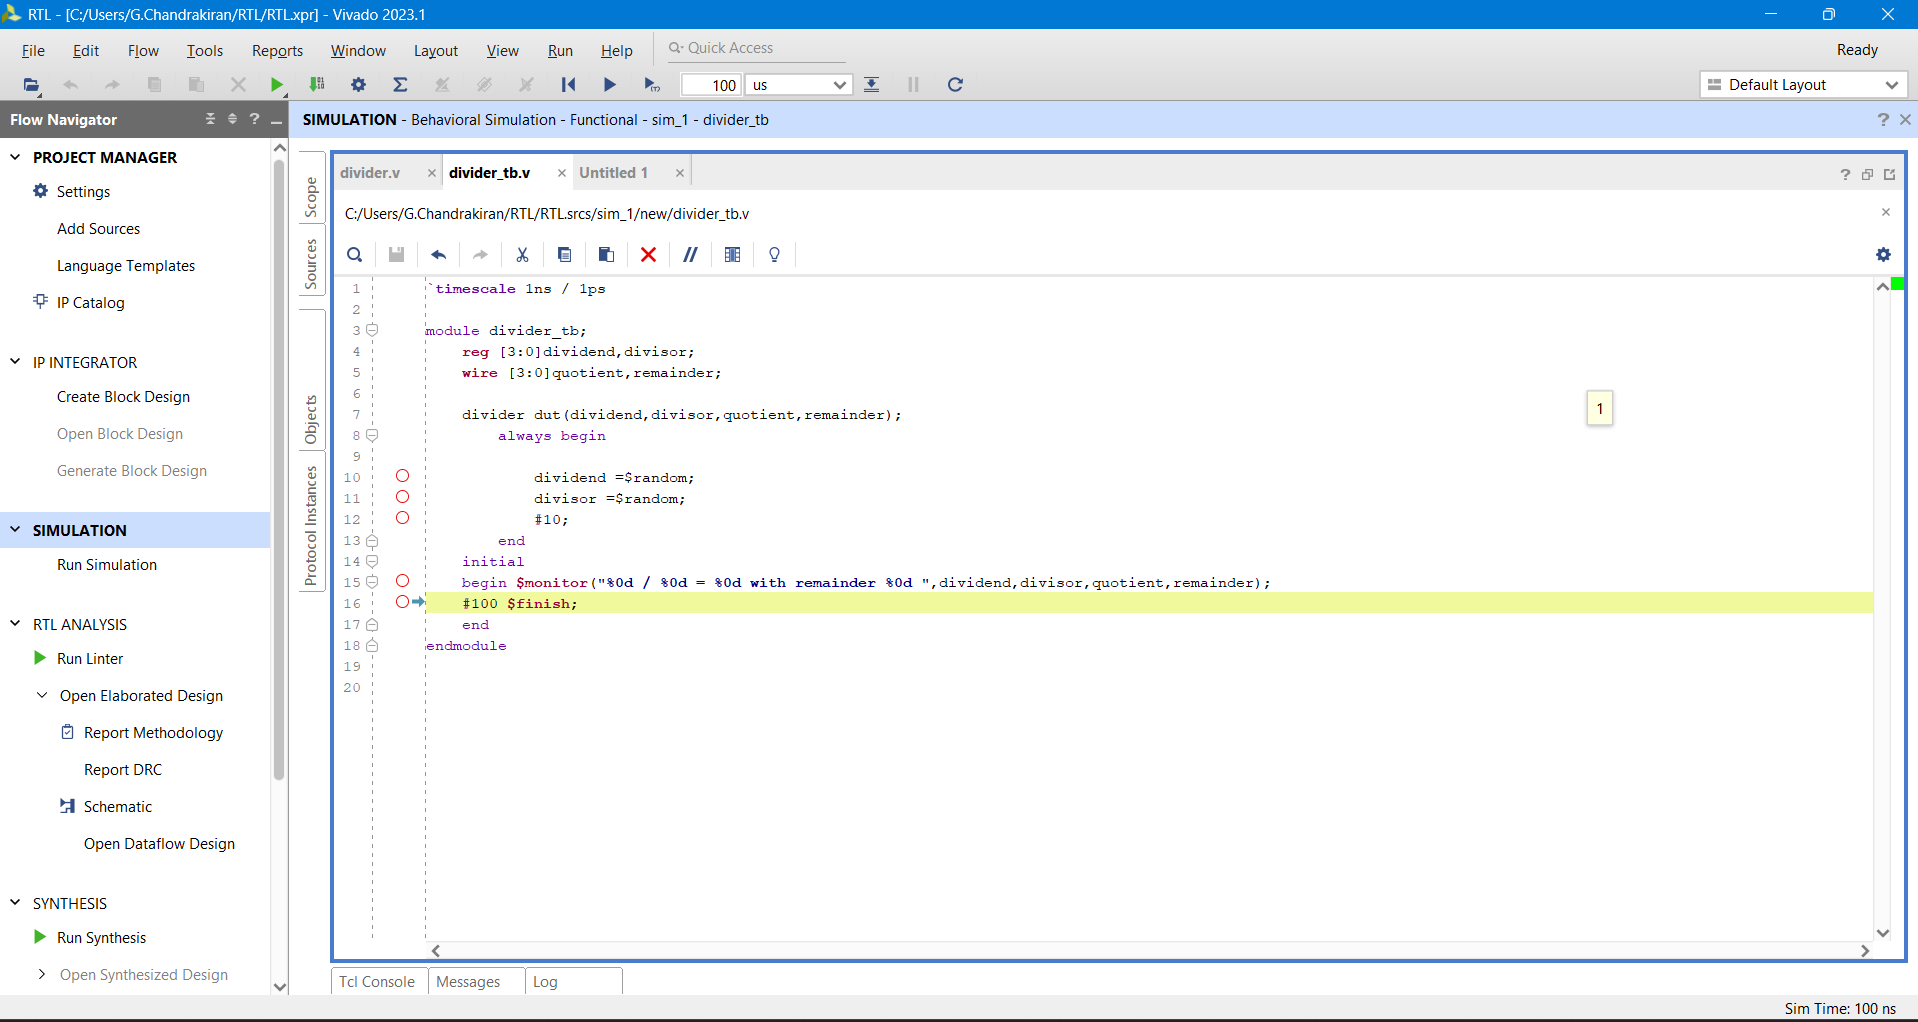 RTL - [C:/Users/G.Chandrakiran/RTL/RTL.xpr] - Vivado 2023.1
File Edit Flow Tools Reports Window Layout View Run Help Quick Access Ready
100 us Default Layout
Flow Navigator ? _
SIMULATION - Behavioral Simulation - Functional - sim_1 - divider_tb
PROJECT MANAGER
Settings
Add Sources
Language Templates
IP Catalog
IP INTEGRATOR
Create Block Design
Open Block Design
Generate Block Design
SIMULATION
Run Simulation
RTL ANALYSIS
Run Linter
Open Elaborated Design
Report Methodology
Report DRC
Schematic
Open Dataflow Design
SYNTHESIS
Run Synthesis
Open Synthesized Design
Scope
Sources
Objects
Protocol Instances
divider.v divider_tb.v Untitled 1
C:/Users/G.Chandrakiran/RTL/RTL.srcs/sim_1/new/divider_tb.v
1 `timescale 1ns / 1ps
2
3 module divider_tb;
4 reg [3:0]dividend,divisor;
5 wire [3:0]quotient,remainder;
6
7 divider dut(dividend,divisor,quotient,remainder);
8 always begin
9
10 dividend =$random;
11 divisor =$random;
12 #10;
13 end
14 initial
15 begin $monitor("%0d / %0d = %0d with remainder %0d ",dividend,divisor,quotient,remainder);
16 #100 $finish;
17 end
18 endmodule
19
20
1
Tcl Console Messages Log
Sim Time: 100 ns